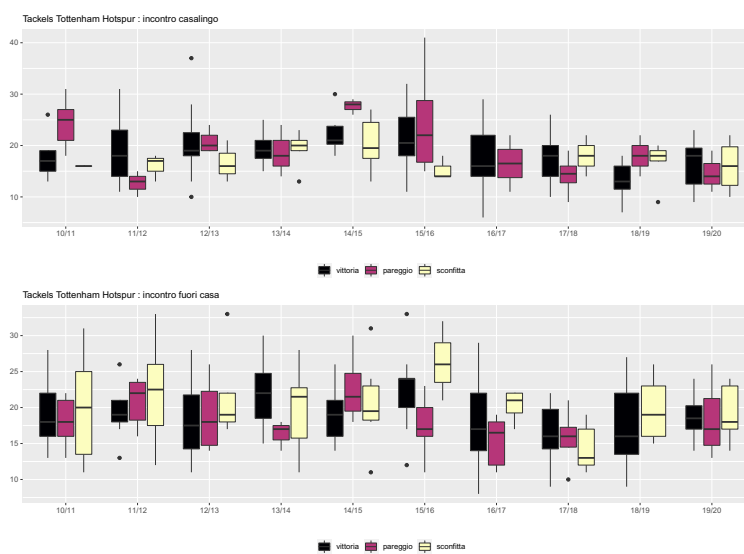 Tackels Tottenham Hotspur : incontro casalingo
40
30
20
10
10/11 11/12 12/13 13/14 14/15 15/16 16/17 17/18 18/19 19/20
vittoria pareggio sconfitta
Tackels Tottenham Hotspur : incontro fuori casa
30
25
20
15
10
10/11 11/12 12/13 13/14 14/15 15/16 16/17 17/18 18/19 19/20
vittoria pareggio sconfitta